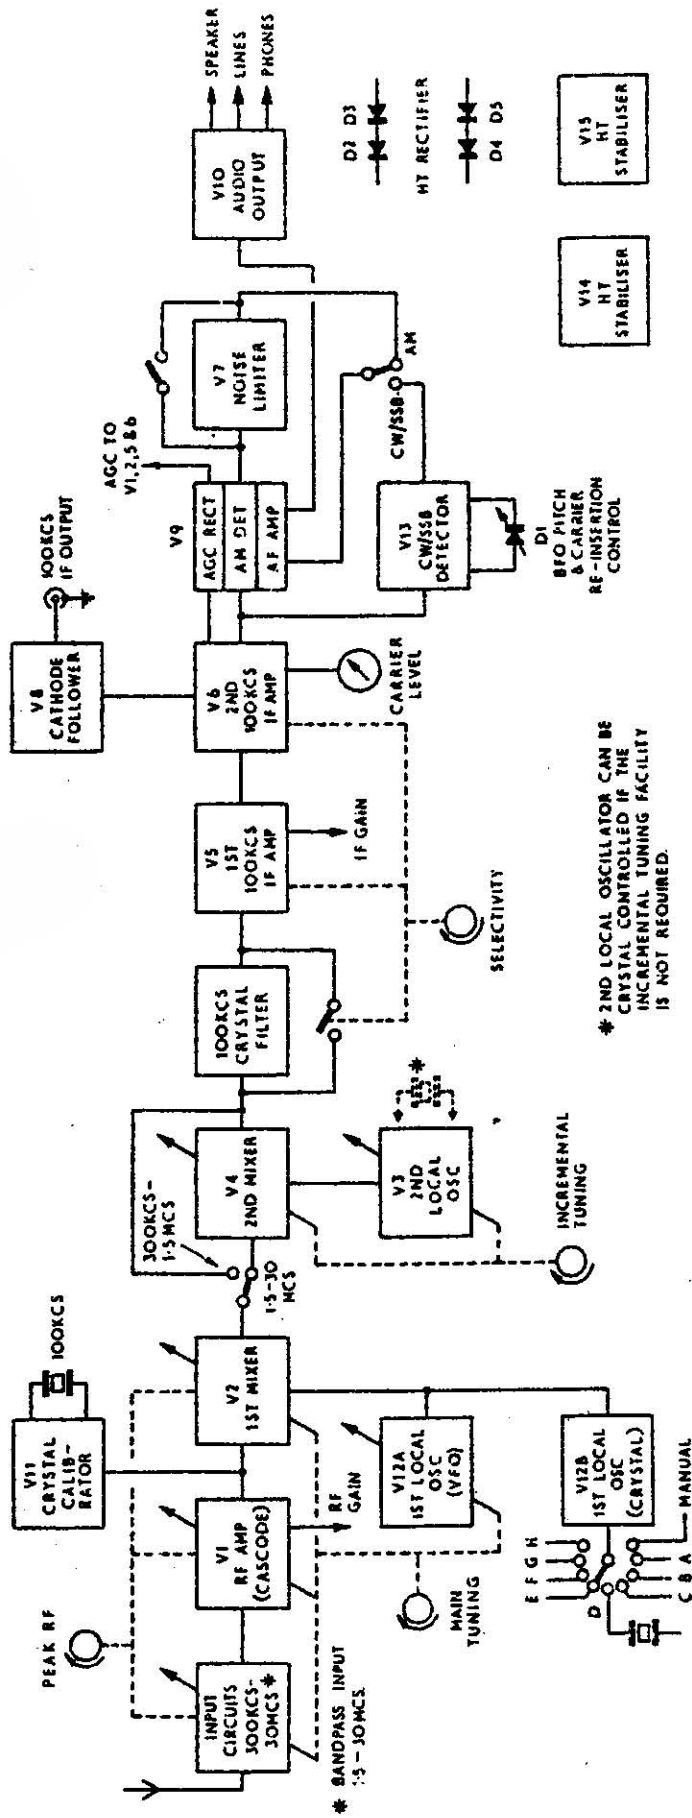 PEAK RF
INPUT
CIRCUITS
300KCS-
30MCS*
* BANDPASS INPUT
1·5 – 30MCS.
V11
CRYSTAL
CALIB-
RATOR
100KCS
V1
RF AMP
(CASCODE)
RF
GAIN
MAIN
TUNING
V2
1ST MIXER
V12A
1ST LOCAL
OSC
(VFO)
V12B
1ST LOCAL
OSC
(CRYSTAL)
E F G H
D
C B A
MANUAL
300KCS–
1·5MCS
1·5–30
MCS
V4
2ND MIXER
V3
2ND
LOCAL
OSC
*
INCREMENTAL
TUNING
100KCS
CRYSTAL
FILTER
SELECTIVITY
V5
1ST
100KCS
IF AMP
IF GAIN
V8
CATHODE
FOLLOWER
100KCS
IF OUTPUT
V6
2ND
100KCS
IF AMP
CARRIER
LEVEL
V9
AGC RECT
AM DET
AF AMP
AGC TO
V1,2,5 & 6
V7
NOISE
LIMITER
AM
CW/SSB
V13
CW/SSB
DETECTOR
D1
BFO PITCH
& CARRIER
RE-INSERTION
CONTROL
V10
AUDIO
OUTPUT
SPEAKER
LINES
PHONES
D2 D3
HT RECTIFIER
D4 D5
V14
HT
STABILISER
V15
HT
STABILISER
* 2ND LOCAL OSCILLATOR CAN BE
CRYSTAL CONTROLLED IF THE
INCREMENTAL TUNING FACILITY
IS NOT REQUIRED.